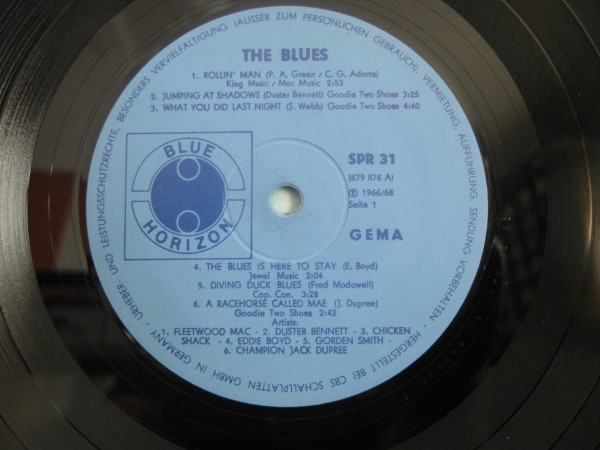 URHEBER- UND LEISTUNGSSCHUTZRECHTE, BESONDERS VERVIELFÄLTIGUNG (AUSSER ZUM PERSÖNLICHEN GEBRAUCH), VERMIETUNG, AUFFÜHRUNG, SENDUNG VORBEHALTEN · HERGESTELLT BEI CBS SCHALLPLATTEN GMBH IN GERMANY
THE BLUES
1. ROLLIN' MAN (P. A. Green / C. G. Adams)
King Music / Mac Music 2:53
2. JUMPING AT SHADOWS (Duster Bennett) Goodie Two Shoes 3:25
3. WHAT YOU DID LAST NIGHT (S. Webb) Goodie Two Shoes 4:40
BLUE
HORIZON
SPR 31
(679 876 A)
Ⓟ 1966/68
Seite 1
GEMA
4. THE BLUES IS HERE TO STAY (E. Boyd)
Jewel Music 2:04
5. DIVING DUCK BLUES (Fred Modowell)
Cop. Con. 3:28
6. A RACEHORSE CALLED MAE (J. Dupree)
Goodie Two Shoes 2:42
Artists:
1. FLEETWOOD MAC - 2. DUSTER BENNETT - 3. CHICKEN
SHACK - 4. EDDIE BOYD - 5. GORDEN SMITH -
6. CHAMPION JACK DUPREE